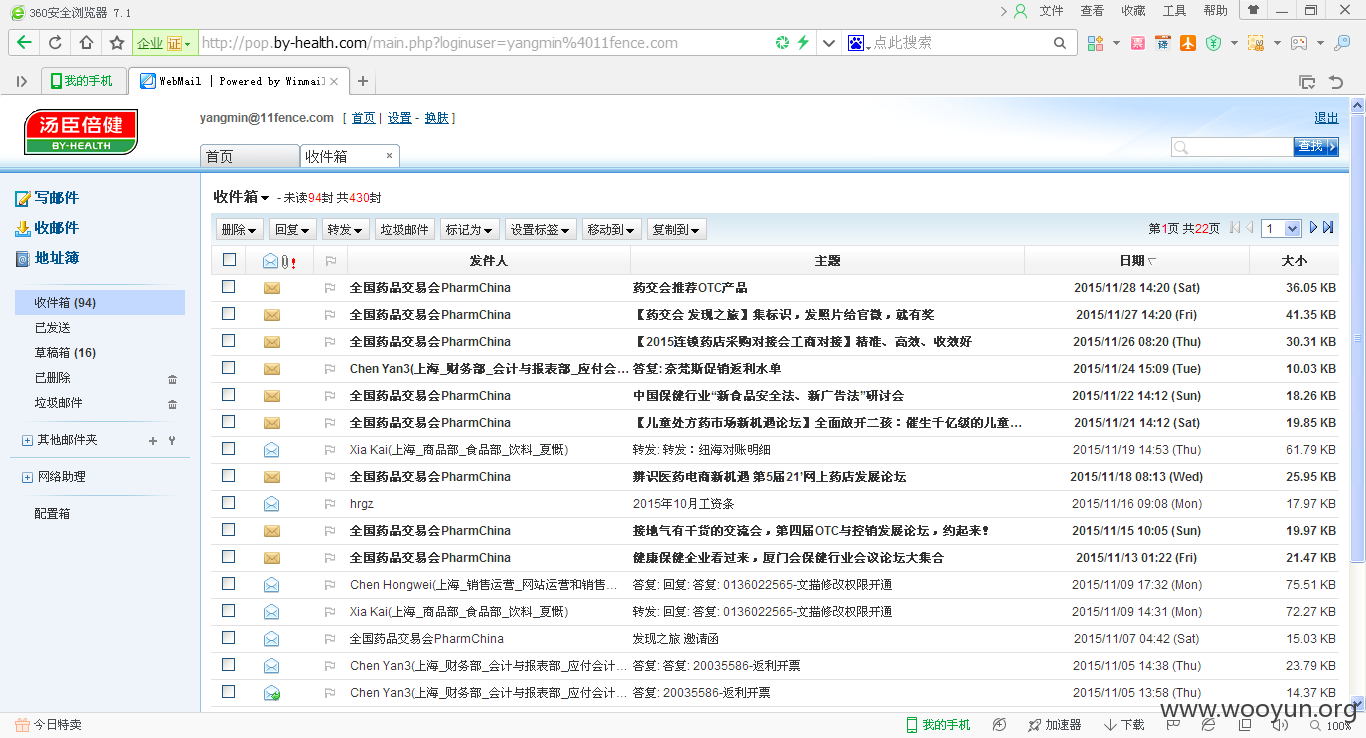 360安全浏览器 7.1
文件 查看 收藏 工具 帮助
企业 证 http://pop.by-health.com/main.php?loginuser=yangmin%4011fence.com 点此搜索
我的手机 WebMail | Powered by Winmail
汤臣倍健
BY-HEALTH
yangmin@11fence.com [ 首页 | 设置 - 换肤 ] 退出
首页 收件箱 × 查找
写邮件
收邮件
地址簿
收件箱 (94)
已发送
草稿箱 (16)
已删除
垃圾邮件
其他邮件夹
网络助理
配置箱
收件箱 - 未读94封 共430封
删除 回复 转发 垃圾邮件 标记为 设置标签 移动到 复制到 第1页 共22页 1
发件人 主题 日期 大小
全国药品交易会PharmChina 药交会推荐OTC产品 2015/11/28 14:20 (Sat) 36.05 KB
全国药品交易会PharmChina 【药交会 发现之旅】集标识，发照片给官微，就有奖 2015/11/27 14:20 (Fri) 41.35 KB
全国药品交易会PharmChina 【2015连锁药店采购对接会工商对接】精准、高效、收效好 2015/11/26 08:20 (Thu) 30.31 KB
Chen Yan3(上海_财务部_会计与报表部_应付会... 答复: 奈梵斯促销返利水单 2015/11/24 15:09 (Tue) 10.03 KB
全国药品交易会PharmChina 中国保健行业“新食品安全法、新广告法”研讨会 2015/11/22 14:12 (Sun) 18.26 KB
全国药品交易会PharmChina 【儿童处方药市场新机遇论坛】全面放开二孩：催生千亿级的儿童... 2015/11/21 14:12 (Sat) 19.85 KB
Xia Kai(上海_商品部_食品部_饮料_夏慨) 转发: 转发：纽海对账明细 2015/11/19 14:53 (Thu) 61.79 KB
全国药品交易会PharmChina 辨识医药电商新机遇 第5届21’网上药店发展论坛 2015/11/18 08:13 (Wed) 25.95 KB
hrgz 2015年10月工资条 2015/11/16 09:08 (Mon) 17.97 KB
全国药品交易会PharmChina 接地气有干货的交流会，第四届OTC与控销发展论坛，约起来！ 2015/11/15 10:05 (Sun) 19.97 KB
全国药品交易会PharmChina 健康保健企业看过来，厦门会保健行业会议论坛大集合 2015/11/13 01:22 (Fri) 21.47 KB
Chen Hongwei(上海_销售运营_网站运营和销售... 答复: 回复: 答复: 0136022565-文描修改权限开通 2015/11/09 17:32 (Mon) 75.51 KB
Xia Kai(上海_商品部_食品部_饮料_夏慨) 转发: 回复: 答复: 0136022565-文描修改权限开通 2015/11/09 14:31 (Mon) 72.27 KB
全国药品交易会PharmChina 发现之旅 邀请函 2015/11/07 04:42 (Sat) 15.03 KB
Chen Yan3(上海_财务部_会计与报表部_应付会计... 答复: 答复: 20035586-返利开票 2015/11/05 14:38 (Thu) 23.79 KB
Chen Yan3(上海_财务部_会计与报表部_应付会计... 答复: 20035586-返利开票 2015/11/05 13:58 (Thu) 14.37 KB
www.wooyun.org
今日特卖 我的手机 加速器 下载 100%